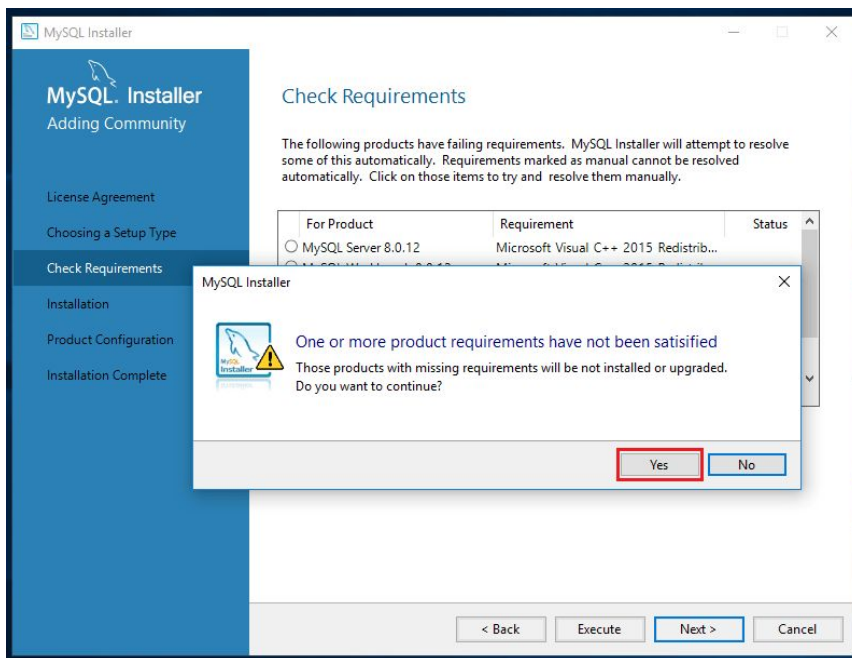 MySQL Installer
MySQL. Installer
Adding Community
License Agreement
Choosing a Setup Type
Check Requirements
Installation
Product Configuration
Installation Complete
Check Requirements
The following products have failing requirements. MySQL Installer will attempt to resolve
some of this automatically. Requirements marked as manual cannot be resolved
automatically. Click on those items to try and resolve them manually.
For Product Requirement Status
MySQL Server 8.0.12 Microsoft Visual C++ 2015 Redistrib...
MySQL Installer
MySQL
Installer
One or more product requirements have not been satisified
Those products with missing requirements will be not installed or upgraded.
Do you want to continue?
Yes No
< Back Execute Next > Cancel